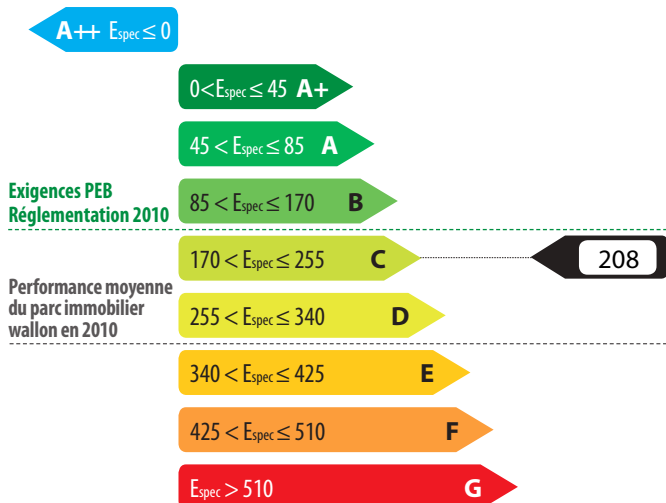 A++ Espec ≤ 0
0<Espec ≤ 45 A+
45 < Espec ≤ 85 A
Exigences PEB
Réglementation 2010
85 < Espec ≤ 170 B
170 < Espec ≤ 255 C
208
Performance moyenne
du parc immobilier
wallon en 2010
255 < Espec ≤ 340 D
340 < Espec ≤ 425 E
425 < Espec ≤ 510 F
Espec > 510 G